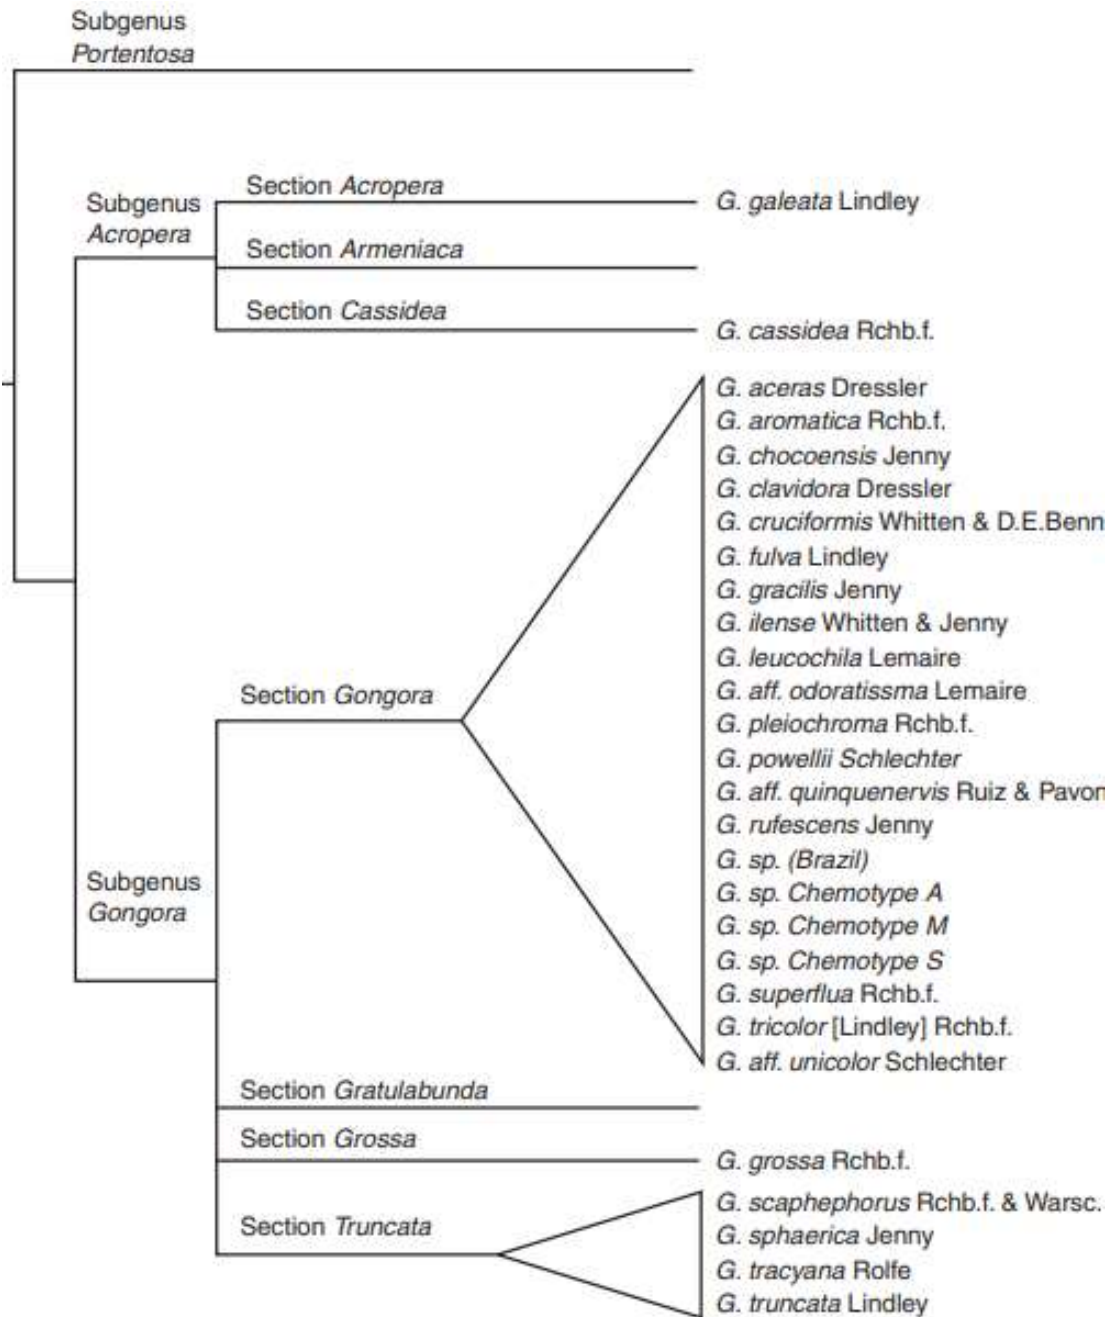 Subgenus
Portentosa
Section Acropera
Subgenus
Acropera
G. galeata Lindley
Section Armeniaca
Section Cassidea
G. cassidea Rchb.f.
G. aceras Dressler
G. aromatica Rchb.f.
G. chocoensis Jenny
G. clavidora Dressler
G. cruciformis Whitten & D.E.Benn
G. fulva Lindley
G. gracilis Jenny
G. ilense Whitten & Jenny
G. leucochila Lemaire
Section Gongora
G. aff. odoratissma Lemaire
G. pleiochroma Rchb.f.
G. powellii Schlechter
G. aff. quinquenervis Ruiz & Pavon
G. rufescens Jenny
G. sp. (Brazil)
Subgenus
Gongora
G. sp. Chemotype A
G. sp. Chemotype M
G. sp. Chemotype S
G. superflua Rchb.f.
G. tricolor [Lindley] Rchb.f.
G. aff. unicolor Schlechter
Section Gratulabunda
Section Grossa
G. grossa Rchb.f.
Section Truncata
G. scaphephorus Rchb.f. & Warsc.
G. sphaerica Jenny
G. tracyana Rolfe
G. truncata Lindley